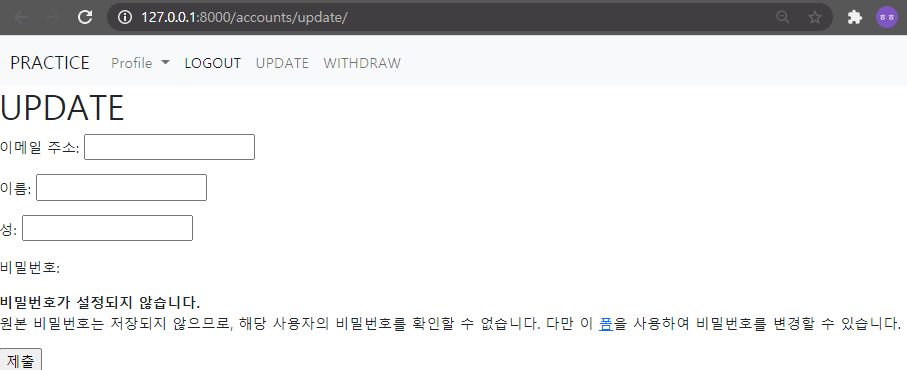 127.0.0.1:8000/accounts/update/
ㅎㅎ
PRACTICE Profile LOGOUT UPDATE WITHDRAW
UPDATE
이메일 주소:
이름:
성:
비밀번호:
비밀번호가 설정되지 않습니다.
원본 비밀번호는 저장되지 않으므로, 해당 사용자의 비밀번호를 확인할 수 없습니다. 다만 이 폼을 사용하여 비밀번호를 변경할 수 있습니다.
제출